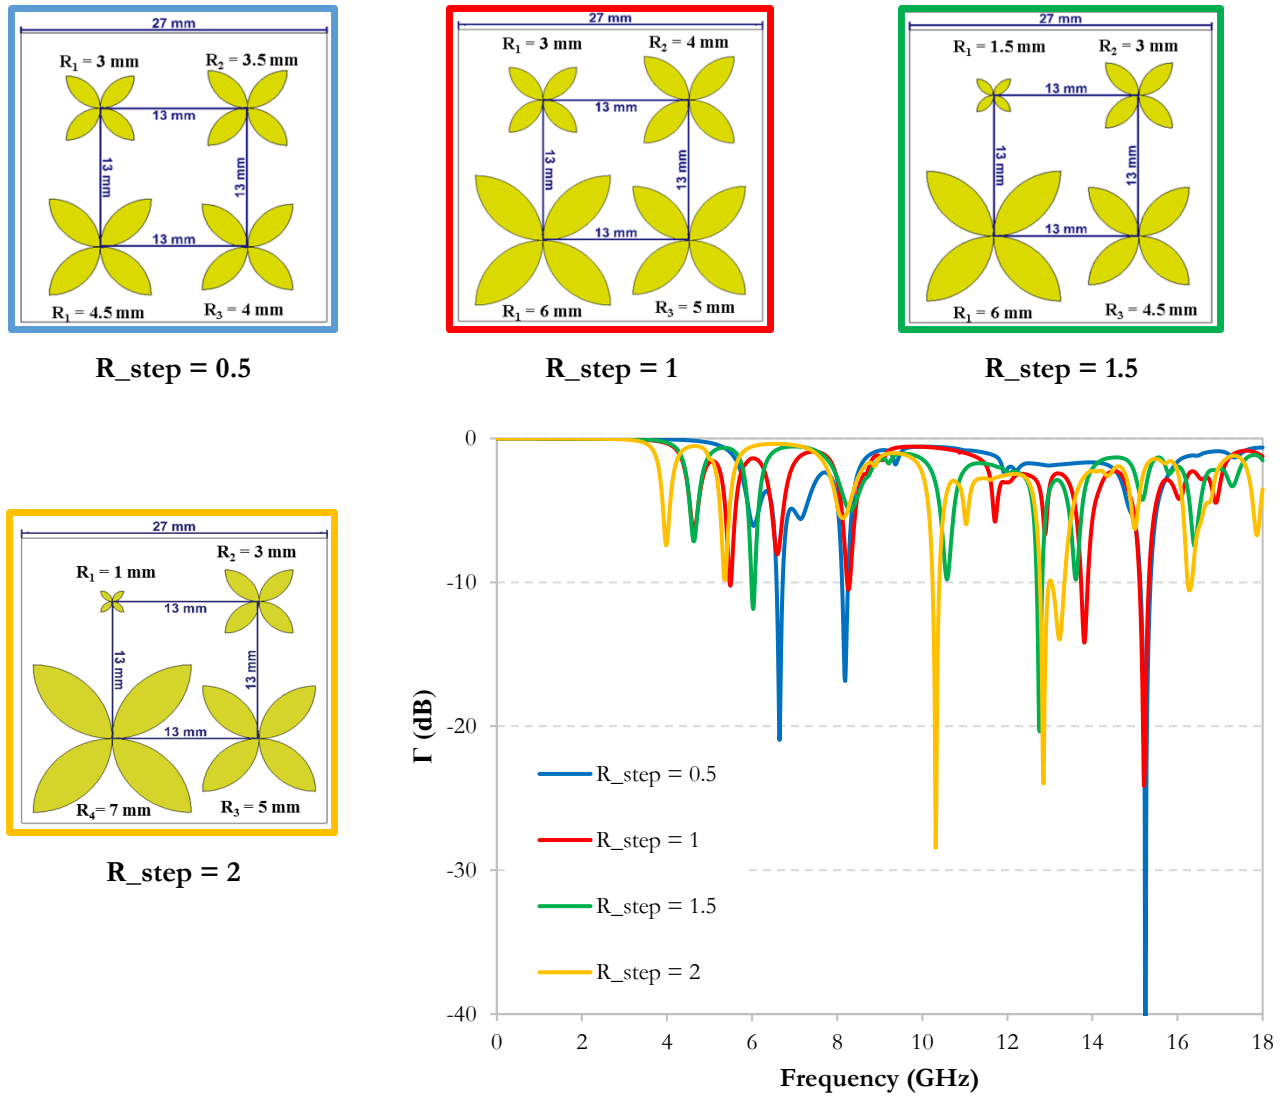 27 mm
R₁ = 3 mm
R₂ = 3.5 mm
13 mm
13 mm
13 mm
13 mm
R₁ = 4.5 mm
R₃ = 4 mm
R_step = 0.5
27 mm
R₁ = 3 mm
R₂ = 4 mm
13 mm
13 mm
13 mm
13 mm
R₁ = 6 mm
R₃ = 5 mm
R_step = 1
27 mm
R₁ = 1.5 mm
R₂ = 3 mm
13 mm
13 mm
13 mm
13 mm
R₁ = 6 mm
R₃ = 4.5 mm
R_step = 1.5
27 mm
R₂ = 3 mm
R₁ = 1 mm
13 mm
13 mm
13 mm
R₄= 7 mm
R₃ = 5 mm
R_step = 2
0
-10
-20
-30
-40
Γ (dB)
R_step = 0.5
R_step = 1
R_step = 1.5
R_step = 2
0 2 4 6 8 10 12 14 16 18
Frequency (GHz)